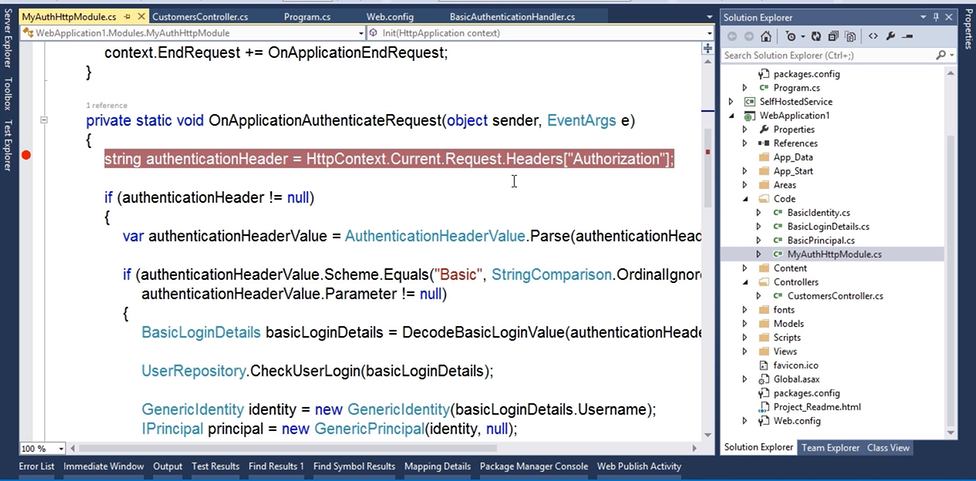 MyAuthHttpModule.cs
CustomersController.cs
Program.cs
Web.config
BasicAuthenticationHandler.cs
WebApplication1.Modules.MyAuthHttpModule
Init(HttpApplication context)
Server Explorer
Toolbox
Test Explorer
context.EndRequest += OnApplicationEndRequest;
}
1 reference
private static void OnApplicationAuthenticateRequest(object sender, EventArgs e)
{
string authenticationHeader = HttpContext.Current.Request.Headers["Authorization"];
if (authenticationHeader != null)
{
var authenticationHeaderValue = AuthenticationHeaderValue.Parse(authenticationHead
if (authenticationHeaderValue.Scheme.Equals("Basic", StringComparison.OrdinalIgnor
authenticationHeaderValue.Parameter != null)
{
BasicLoginDetails basicLoginDetails = DecodeBasicLoginValue(authenticationHeade
UserRepository.CheckUserLogin(basicLoginDetails);
GenericIdentity identity = new GenericIdentity(basicLoginDetails.Username);
IPrincipal principal = new GenericPrincipal(identity, null);
100 %
Solution Explorer
Search Solution Explorer (Ctrl+;)
packages.config
Program.cs
SelfHostedService
WebApplication1
Properties
References
App_Data
App_Start
Areas
Code
BasicIdentity.cs
BasicLoginDetails.cs
BasicPrincipal.cs
MyAuthHttpModule.cs
Content
Controllers
CustomersController.cs
fonts
Models
Scripts
Views
favicon.ico
Global.asax
packages.config
Project_Readme.html
Web.config
Solution Explorer
Team Explorer
Class View
Properties
Error List
Immediate Window
Output
Test Results
Find Results 1
Find Symbol Results
Mapping Details
Package Manager Console
Web Publish Activity